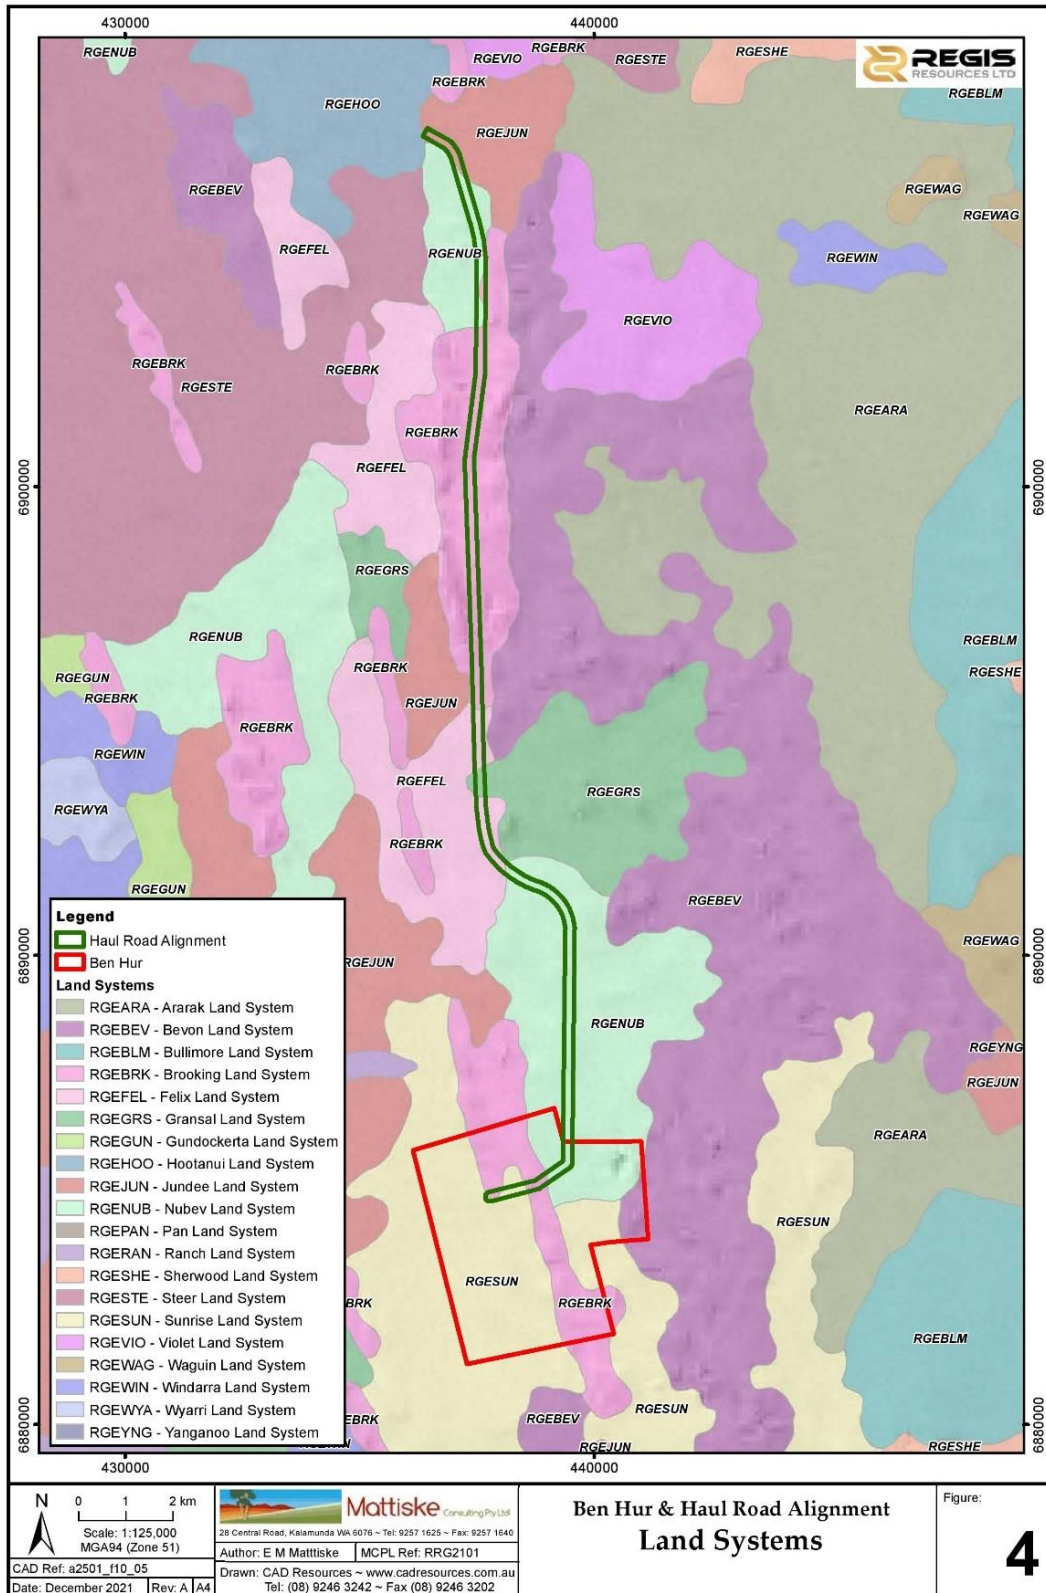 430000
440000
RGENUB
RGEVIO
RGEBRK
RGESTE
RGESHE
REGIS
RESOURCES LTD
RGEBRK
RGEBLM
RGEHOO
RGEJUN
RGEBEV
RGEWAG
RGEWAG
RGEFEL
RGENUB
RGEWIN
RGEVIO
RGEBRK
RGEBRK
RGESTE
RGEARA
RGEBRK
RGEFEL
6900000
6900000
RGEGRS
RGENUB
RGEBLM
RGEBRK
RGESHE
RGEGUN
RGEBRK
RGEJUN
RGEBRK
RGEWIN
RGEFEL
RGEGRS
RGEWYA
RGEBRK
RGEGUN
RGEBEV
RGEWAG
6890000
6890000
RGEJUN
RGENUB
RGEYNG
RGEJUN
RGEARA
RGESUN
RGESUN
BRK
RGEBRK
RGEBLM
RGESUN
EBRK
RGEBEV
RGEJUN
RGESHE
6880000
6880000
Legend
Haul Road Alignment
Ben Hur
Land Systems
RGEARA - Ararak Land System
RGEBEV - Bevon Land System
RGEBLM - Bullimore Land System
RGEBRK - Brooking Land System
RGEFEL - Felix Land System
RGEGRS - Gransal Land System
RGEGUN - Gundockerta Land System
RGEHOO - Hootanui Land System
RGEJUN - Jundee Land System
RGENUB - Nubev Land System
RGEPAN - Pan Land System
RGERAN - Ranch Land System
RGESHE - Sherwood Land System
RGESTE - Steer Land System
RGESUN - Sunrise Land System
RGEVIO - Violet Land System
RGEWAG - Waguin Land System
RGEWIN - Windarra Land System
RGEWYA - Wyarri Land System
RGEYNG - Yanganoo Land System
430000
440000
N
0 1 2 km
Scale: 1:125,000
MGA94 (Zone 51)
CAD Ref: a2501_f10_05
Date: December 2021 Rev: A A4
Mattiske Consulting Pty Ltd
28 Central Road, Kalamunda WA 6076 ~ Tel: 9257 1625 ~ Fax: 9257 1640
Author: E M Matttiske MCPL Ref: RRG2101
Drawn: CAD Resources ~ www.cadresources.com.au
Tel: (08) 9246 3242 ~ Fax (08) 9246 3202
Ben Hur & Haul Road Alignment
Land Systems
Figure:
4